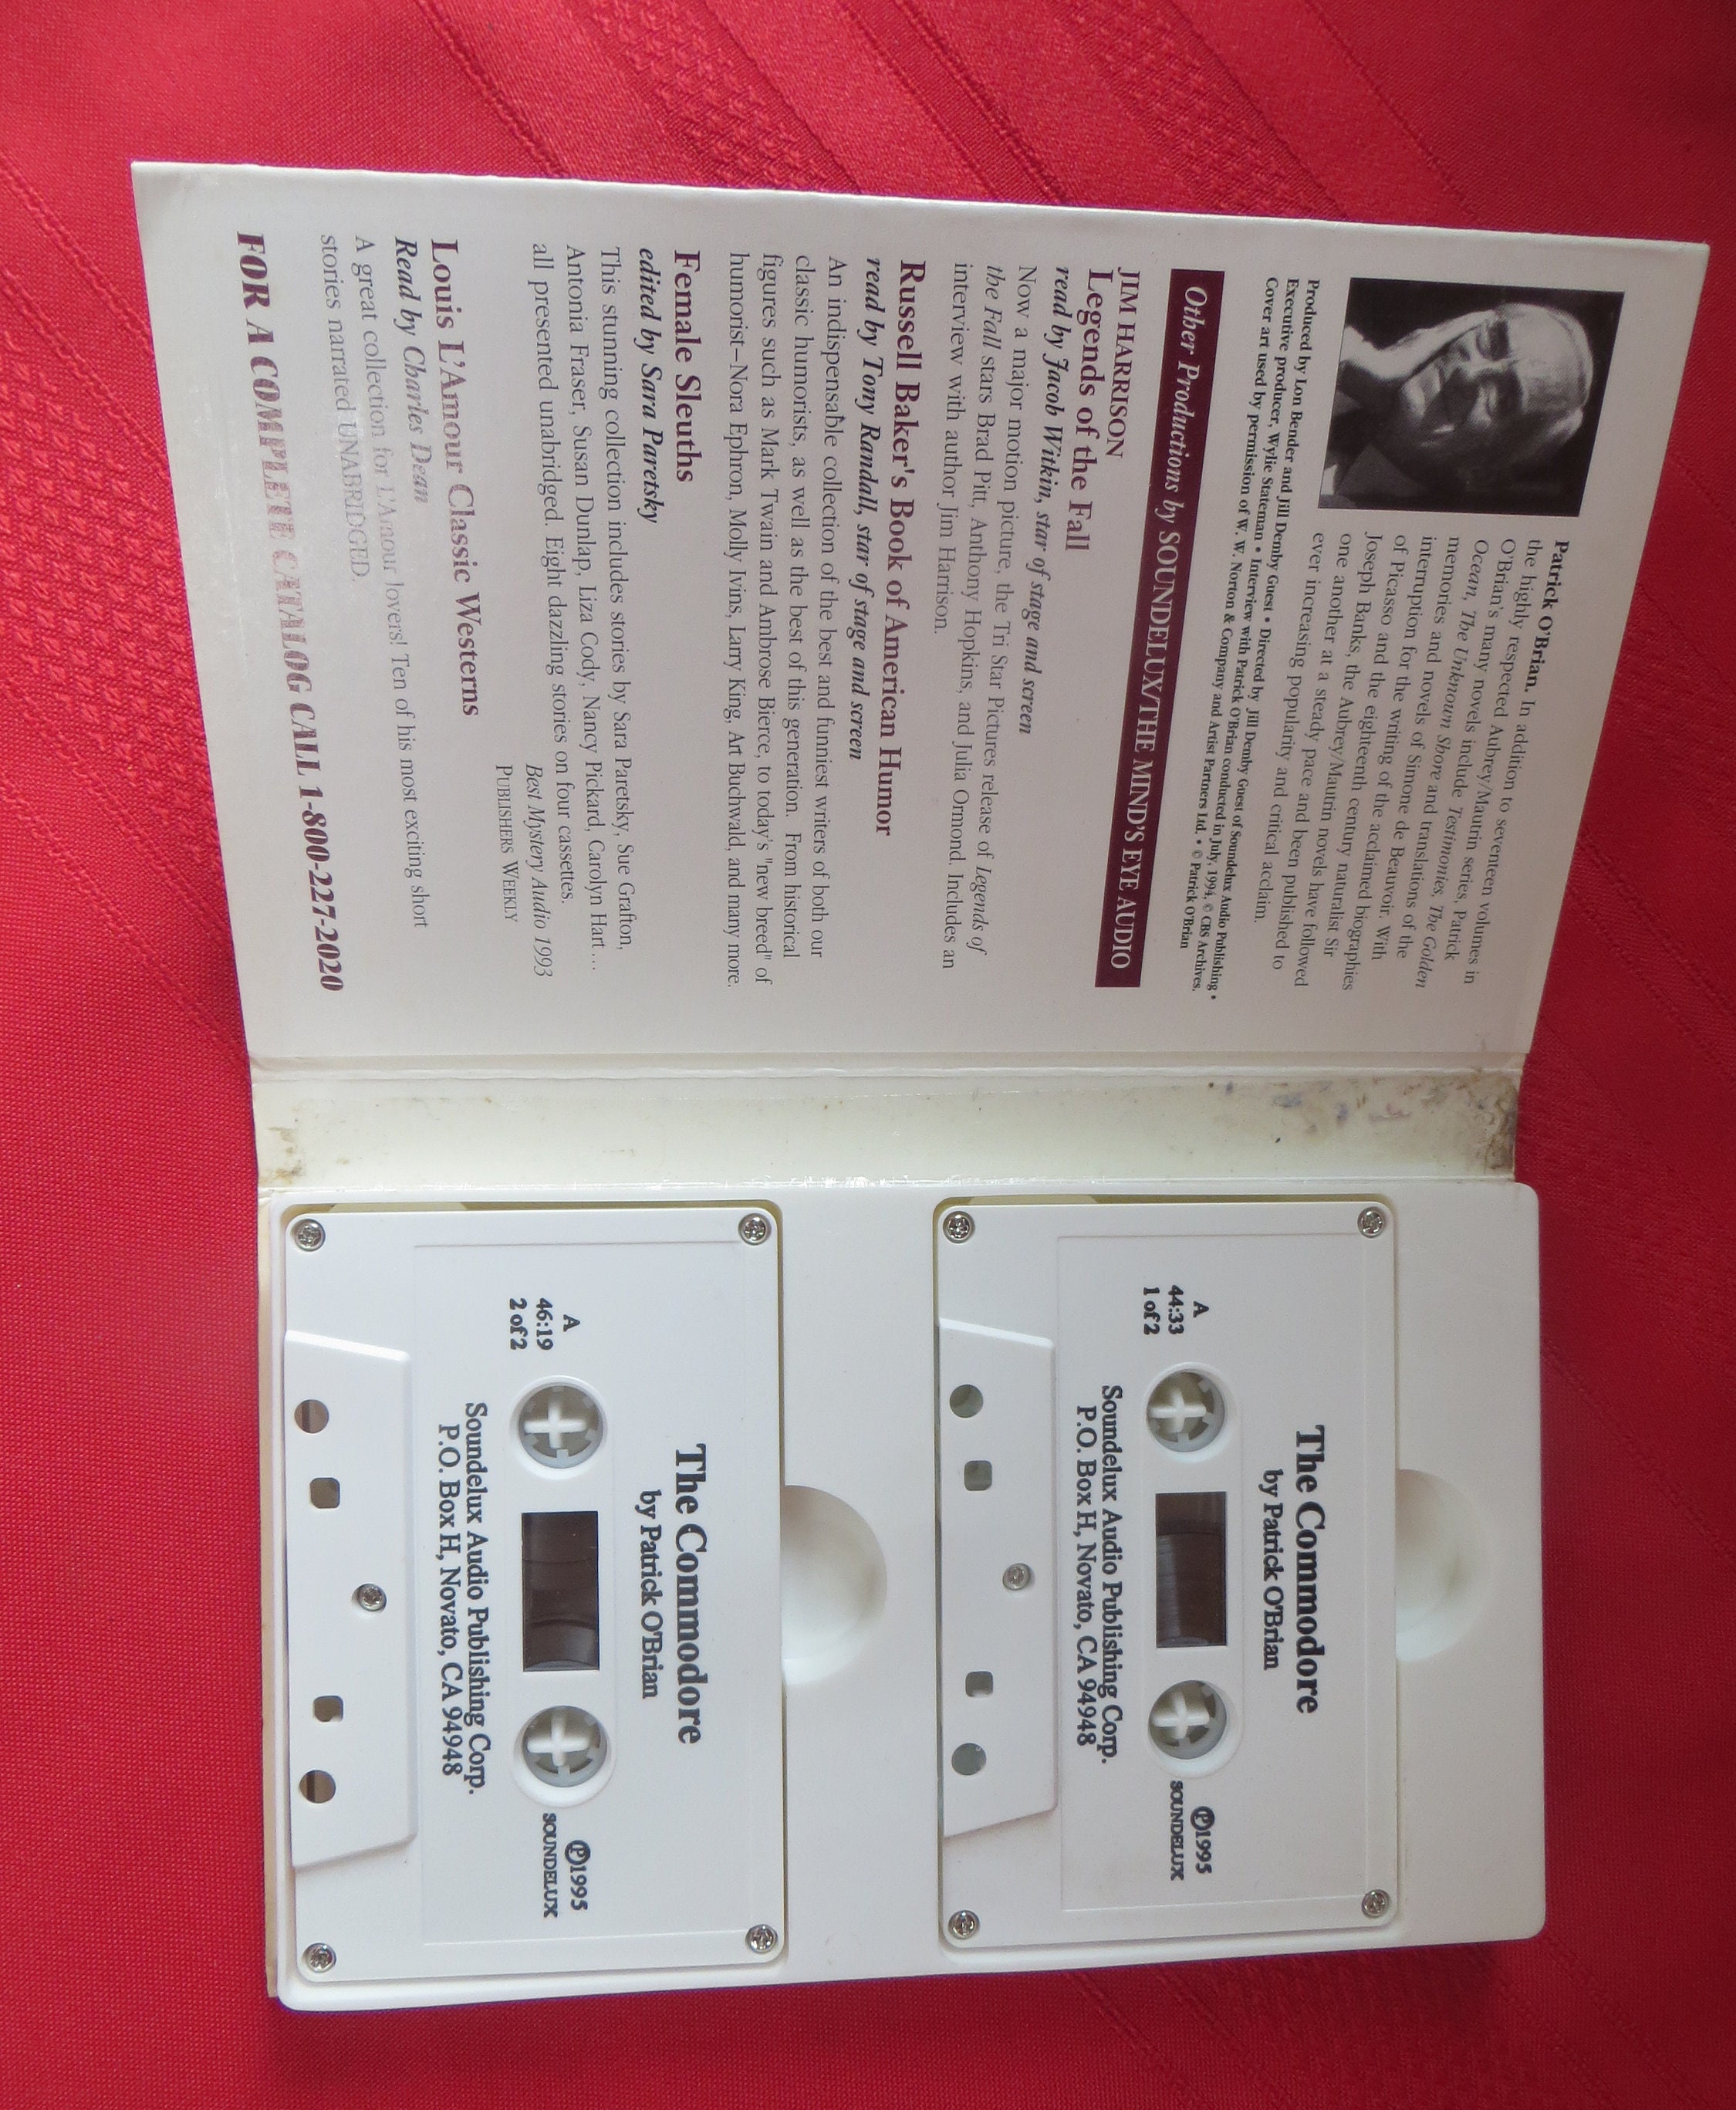 Patrick O'Brian. In addition to seventeen volumes in
the highly respected Aubrey/Mautrin series, Patrick
O'Brian's many novels include Testimonies, The Golden
Ocean, The Unknown Shore and translations of the
memories and novels of Simone de Beauvoir. With
interruption for the writing of the acclaimed biographies
of Picasso and the eighteenth century naturalist Sir
Joseph Banks, the Aubrey/Mautrin novels have followed
one another at a steady pace and been published to
ever increasing popularity and critical acclaim.
Produced by Lon Bender and Jill Demby Guest • Directed by Jill Demby Guest of Soundelux Audio Publishing •
Executive producer, Wylie Stateman • Interview with Patrick O'Brian conducted in July, 1994, © CBS Archives.
Cover art used by permission of W. W. Norton & Company and Artist Partners Ltd. • © Patrick O'Brian
Other Productions by SOUNDELUX/THE MIND'S EYE AUDIO
JIM HARRISON
Legends of the Fall
read by Jacob Witkin, star of stage and screen
Now a major motion picture, the Tri Star Pictures release of Legends of
the Fall stars Brad Pitt, Anthony Hopkins, and Julia Ormond. Includes an
interview with author Jim Harrison.
Russell Baker's Book of American Humor
read by Tony Randall, star of stage and screen
An indispensable collection of the best and funniest writers of both our
classic humorists, as well as the best of this generation. From historical
figures such as Mark Twain and Ambrose Bierce, to today's "new breed" of
humorist–Nora Ephron, Molly Ivins, Larry King, Art Buchwald, and many more.
Female Sleuths
edited by Sara Paretsky
This stunning collection includes stories by Sara Paretsky, Sue Grafton,
Antonia Fraser, Susan Dunlap, Liza Cody, Nancy Pickard, Carolyn Hart ...
all presented unabridged. Eight dazzling stories on four cassettes.
Best Mystery Audio 1993
PUBLISHERS WEEKLY
Louis L'Amour Classic Westerns
Read by Charles Dean
A great collection for L'Amour lovers! Ten of his most exciting short
stories narrated UNABRIDGED.
FOR A COMPLETE CATALOG CALL 1-800-227-2020
The Commodore
by Patrick O'Brian
A
44:33
1 of 2
Ⓟ1995
SOUNDELUX
Soundelux Audio Publishing Corp.
P.O. Box H, Novato, CA 94948
The Commodore
by Patrick O'Brian
A
46:19
2 of 2
Ⓟ1995
SOUNDELUX
Soundelux Audio Publishing Corp.
P.O. Box H, Novato, CA 94948